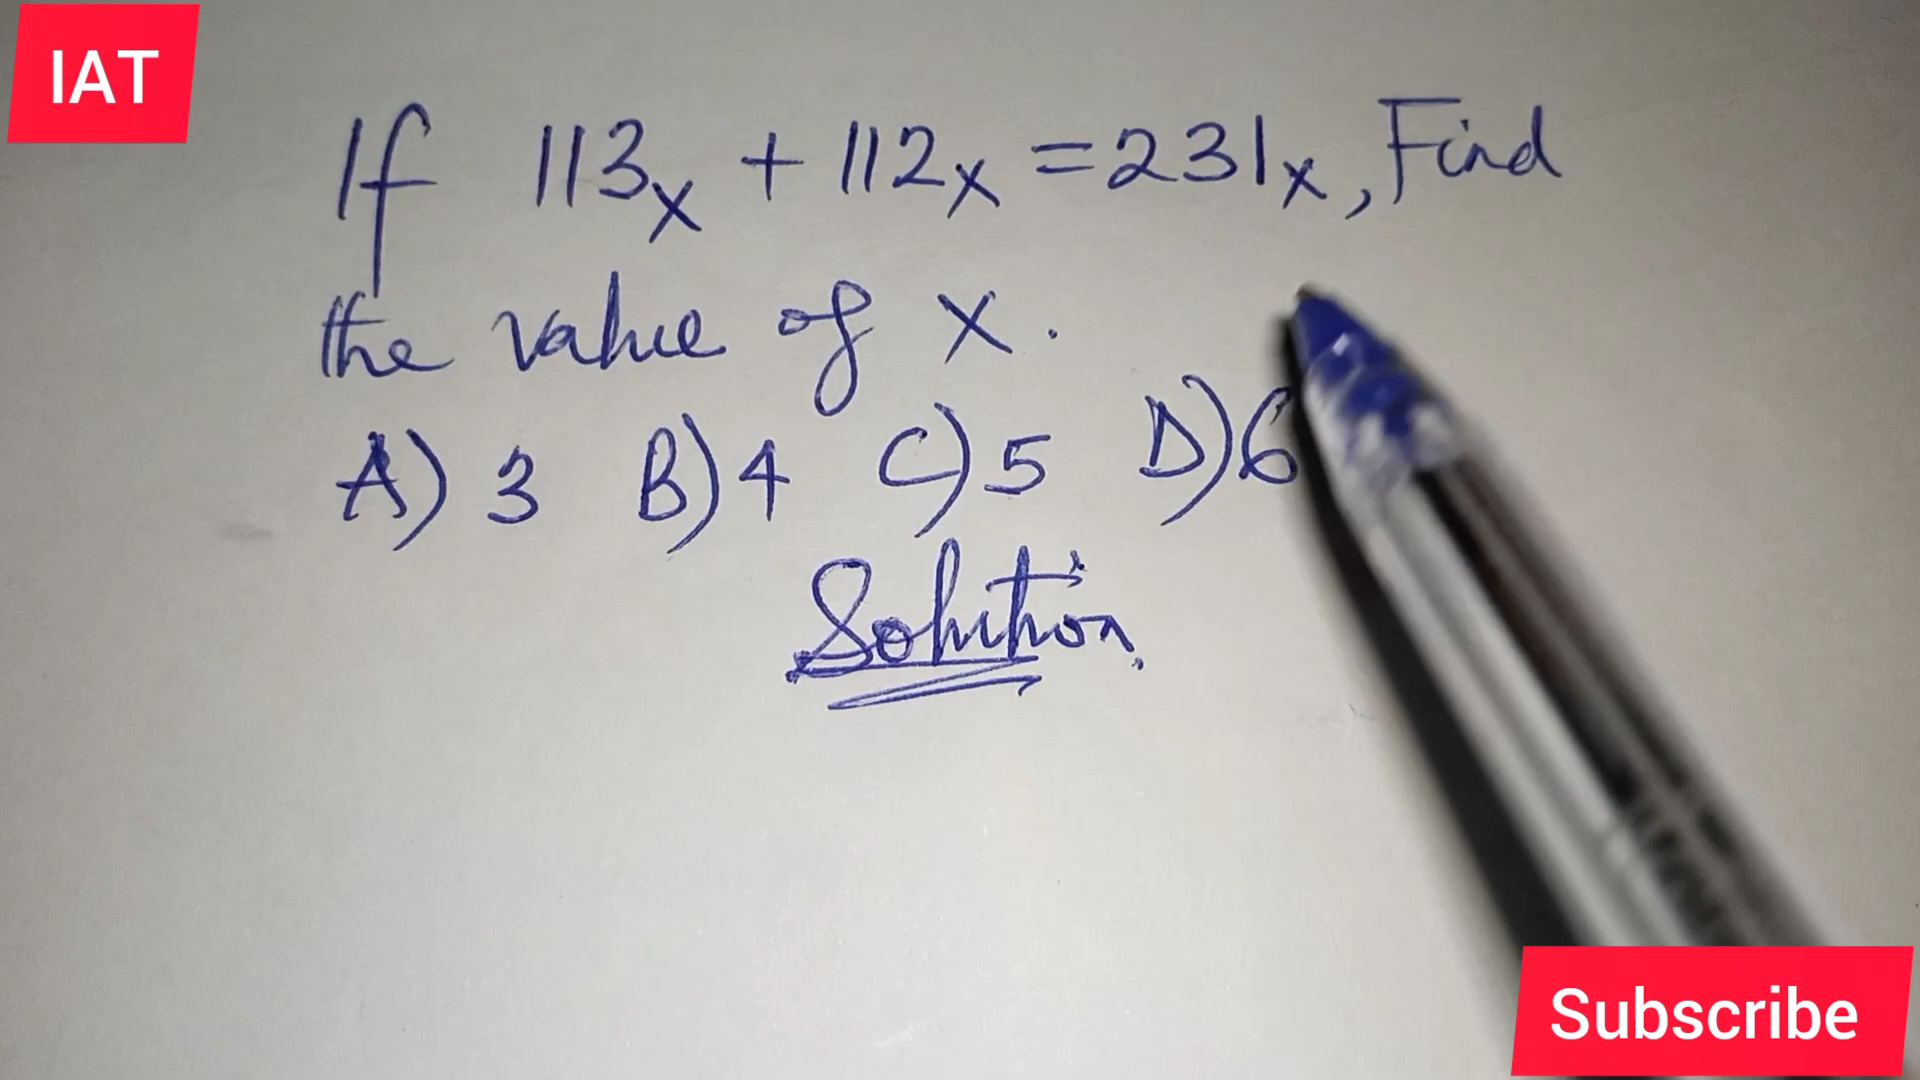 IAT
If 113ₓ + 112ₓ = 231ₓ, Find
the value of x.
A) 3 B) 4 C) 5 D) 6
Solution
Subscribe